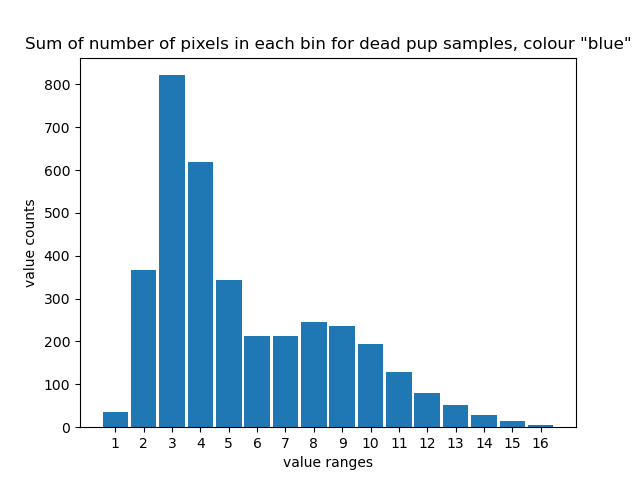 Sum of number of pixels in each bin for dead pup samples, colour "blue"
800
700
600
500
400
300
200
100
0
value counts
1 2 3 4 5 6 7 8 9 10 11 12 13 14 15 16
value ranges